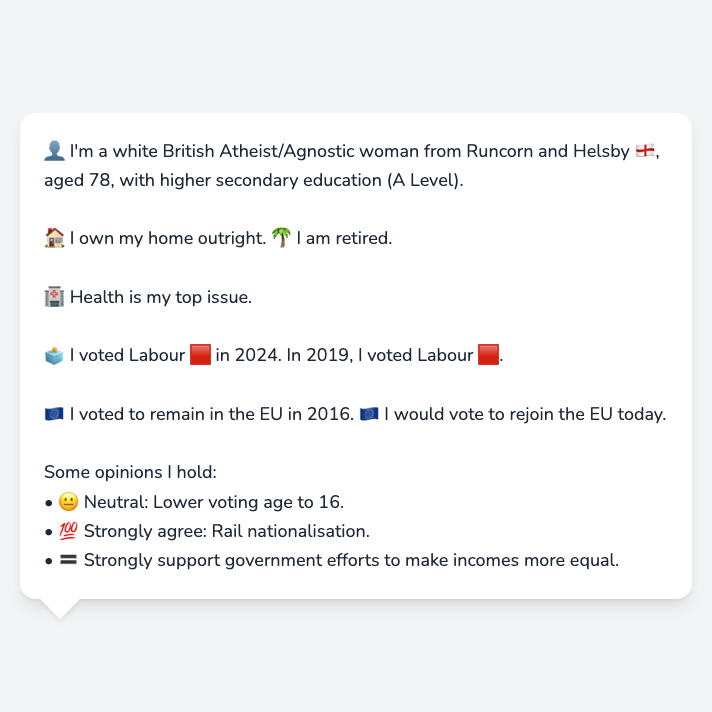 👤 I'm a white British Atheist/Agnostic woman from Runcorn and Helsby 🏴󠁧󠁢󠁥󠁮󠁧󠁿,
aged 78, with higher secondary education (A Level).
🏠 I own my home outright. 🌴 I am retired.
🏥 Health is my top issue.
🗳️ I voted Labour 🟥 in 2024. In 2019, I voted Labour 🟥.
🇪🇺 I voted to remain in the EU in 2016. 🇪🇺 I would vote to rejoin the EU today.
Some opinions I hold:
• 😐 Neutral: Lower voting age to 16.
• 💯 Strongly agree: Rail nationalisation.
• 🟰 Strongly support government efforts to make incomes more equal.